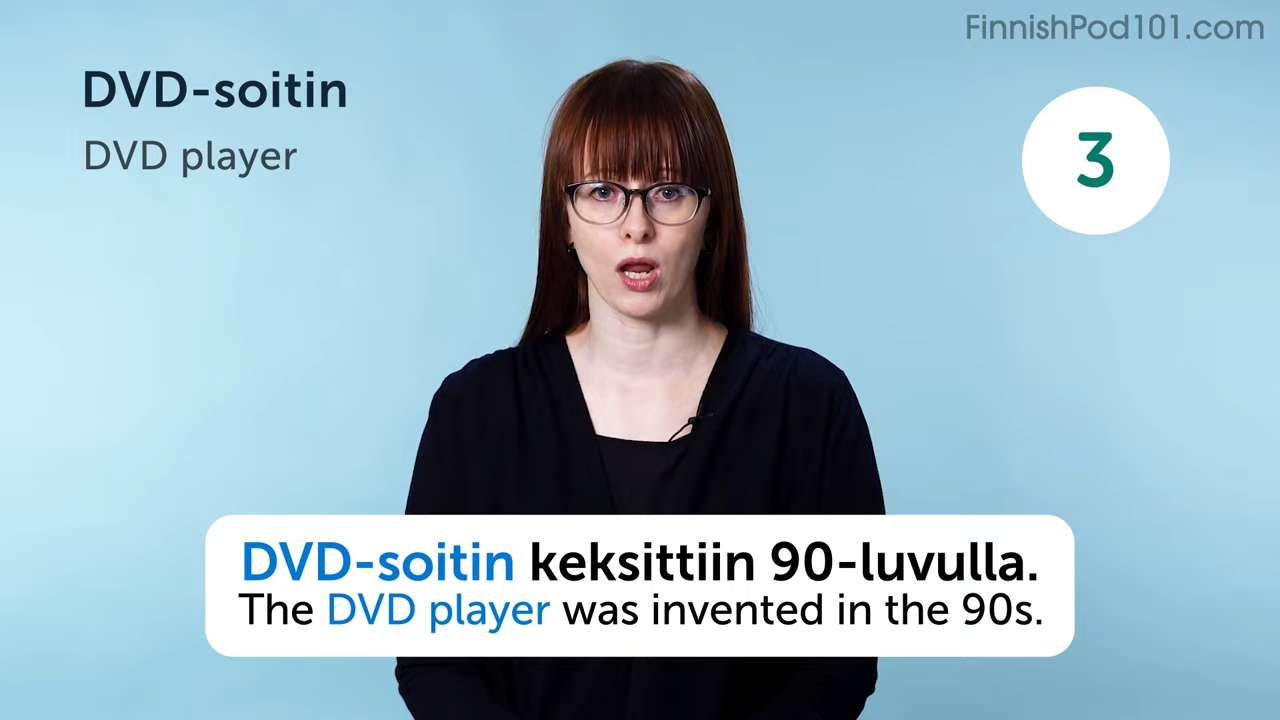 FinnishPod101.com
DVD-soitin
DVD player
3
DVD-soitin keksittiin 90-luvulla.
The DVD player was invented in the 90s.